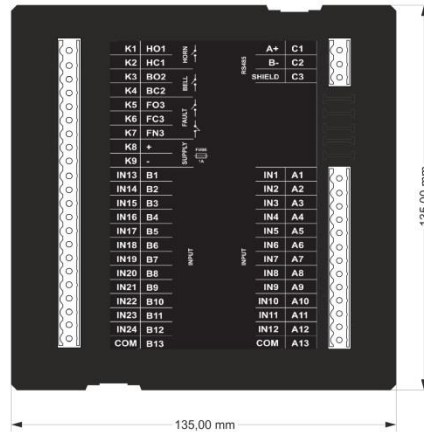 K1 HO1
K2 HC1
HORN
K3 BO2
K4 BC2
BELL
K5 FO3
K6 FC3
K7 FN3
FAULT
K8 +
K9 -
SUPPLY
FUSE
1A
IN13 B1
IN14 B2
IN15 B3
IN16 B4
IN17 B5
IN18 B6
IN19 B7
IN20 B8
IN21 B9
IN22 B10
IN23 B11
IN24 B12
COM B13
INPUT
RS485
A+ C1
B- C2
SHIELD C3
INPUT
IN1 A1
IN2 A2
IN3 A3
IN4 A4
IN5 A5
IN6 A6
IN7 A7
IN8 A8
IN9 A9
IN10 A10
IN11 A11
IN12 A12
COM A13
135,00 mm
135,00 mm